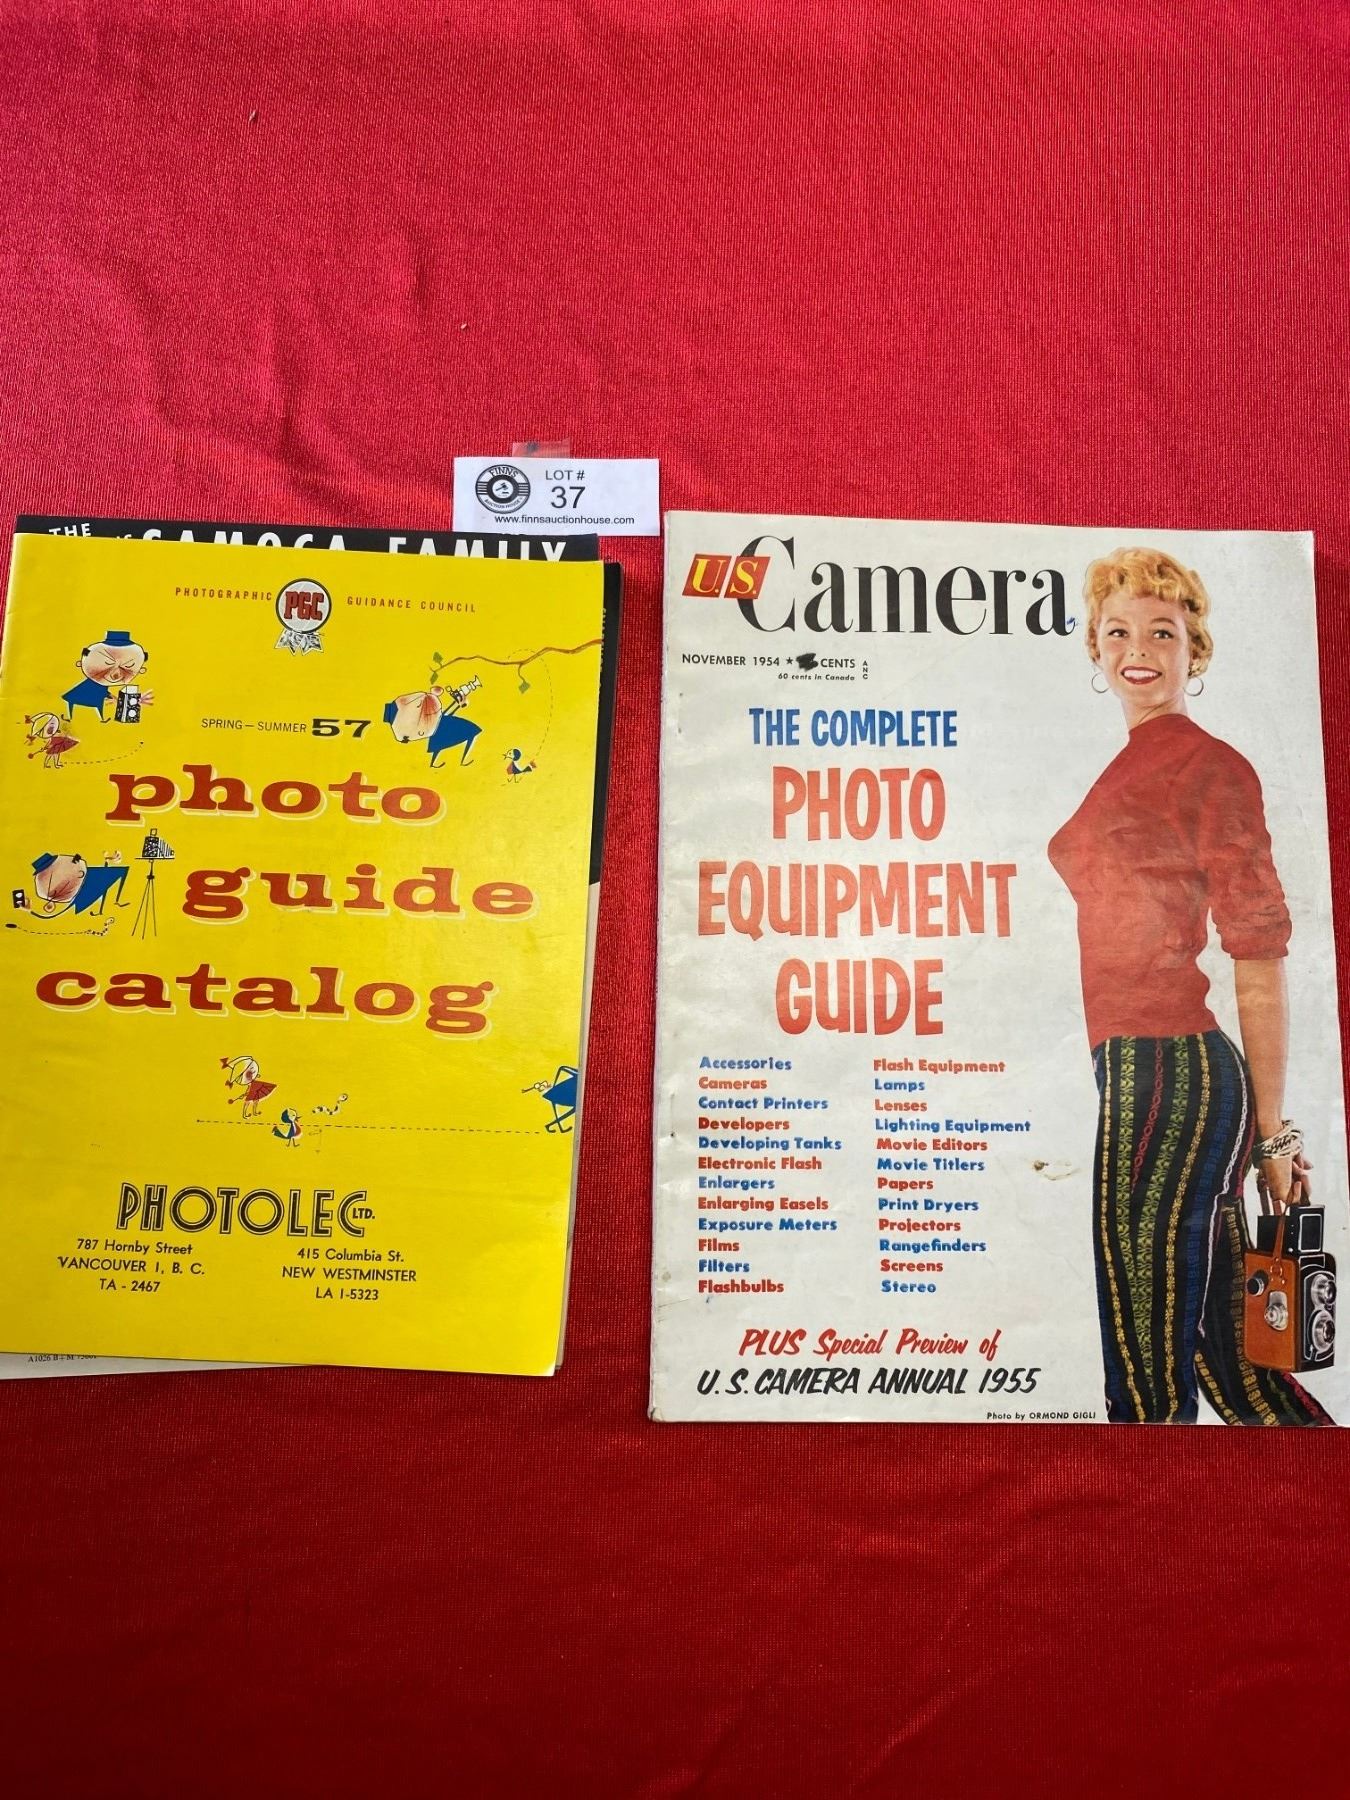 FINNS
AUCTION HOUSE
LOT #
37
www.finnsauctionhouse.com
THE
CAMOCA FAMILY
PHOTOGRAPHIC PGC GUIDANCE COUNCIL
SPRING—SUMMER 57
photo
guide
catalog
PHOTOLEC LTD.
787 Hornby Street
VANCOUVER 1, B. C.
TA - 2467
415 Columbia St.
NEW WESTMINSTER
LA 1-5323
U.S. Camera
NOVEMBER 1954 ★ CENTS
60 cents in Canada
ANC
THE COMPLETE
PHOTO
EQUIPMENT
GUIDE
Accessories
Cameras
Contact Printers
Developers
Developing Tanks
Electronic Flash
Enlargers
Enlarging Easels
Exposure Meters
Films
Filters
Flashbulbs
Flash Equipment
Lamps
Lenses
Lighting Equipment
Movie Editors
Movie Titlers
Papers
Print Dryers
Projectors
Rangefinders
Screens
Stereo
PLUS Special Preview of
U.S. CAMERA ANNUAL 1955
Photo by ORMOND GIGLI